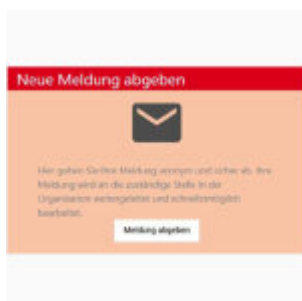 Neue Meldung abgeben
Hier geben Sie Ihre Meldung anonym und sicher ab. Ihre
Meldung wird an die zuständige Stelle in der
Organisation weitergeleitet und schnellstmöglich
bearbeitet.
Meldung abgeben